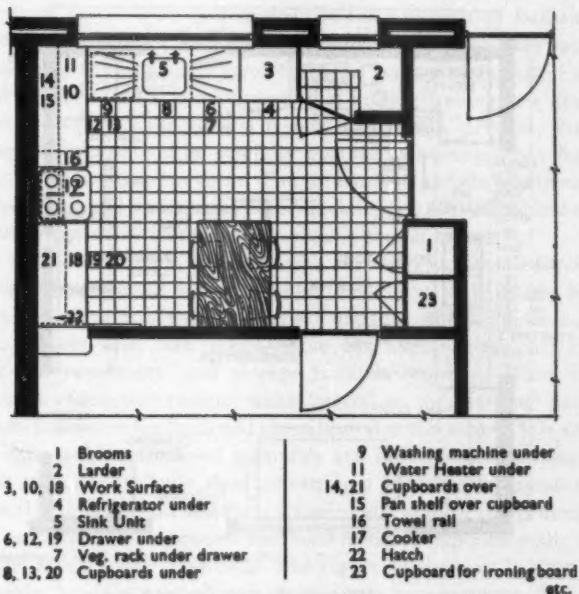 11
5
3
2
14
10
15
9
8
6
4
12 13
7
16
17
1
21 18 19 20
23
22
1 Brooms
2 Larder
3, 10, 18 Work Surfaces
Refrigerator under
5 Sink Unit
6, 12, 19 Drawer under
Veg. rack under drawer
8, 13, 20 Cupboards under
9 Washing machine under
11 Water Heater under
14, 21 Cupboards over
15 Pan shelf over cupboard
16 Towel rail
17 Cooker
22 Hatch
23 Cupboard for ironing board
etc.